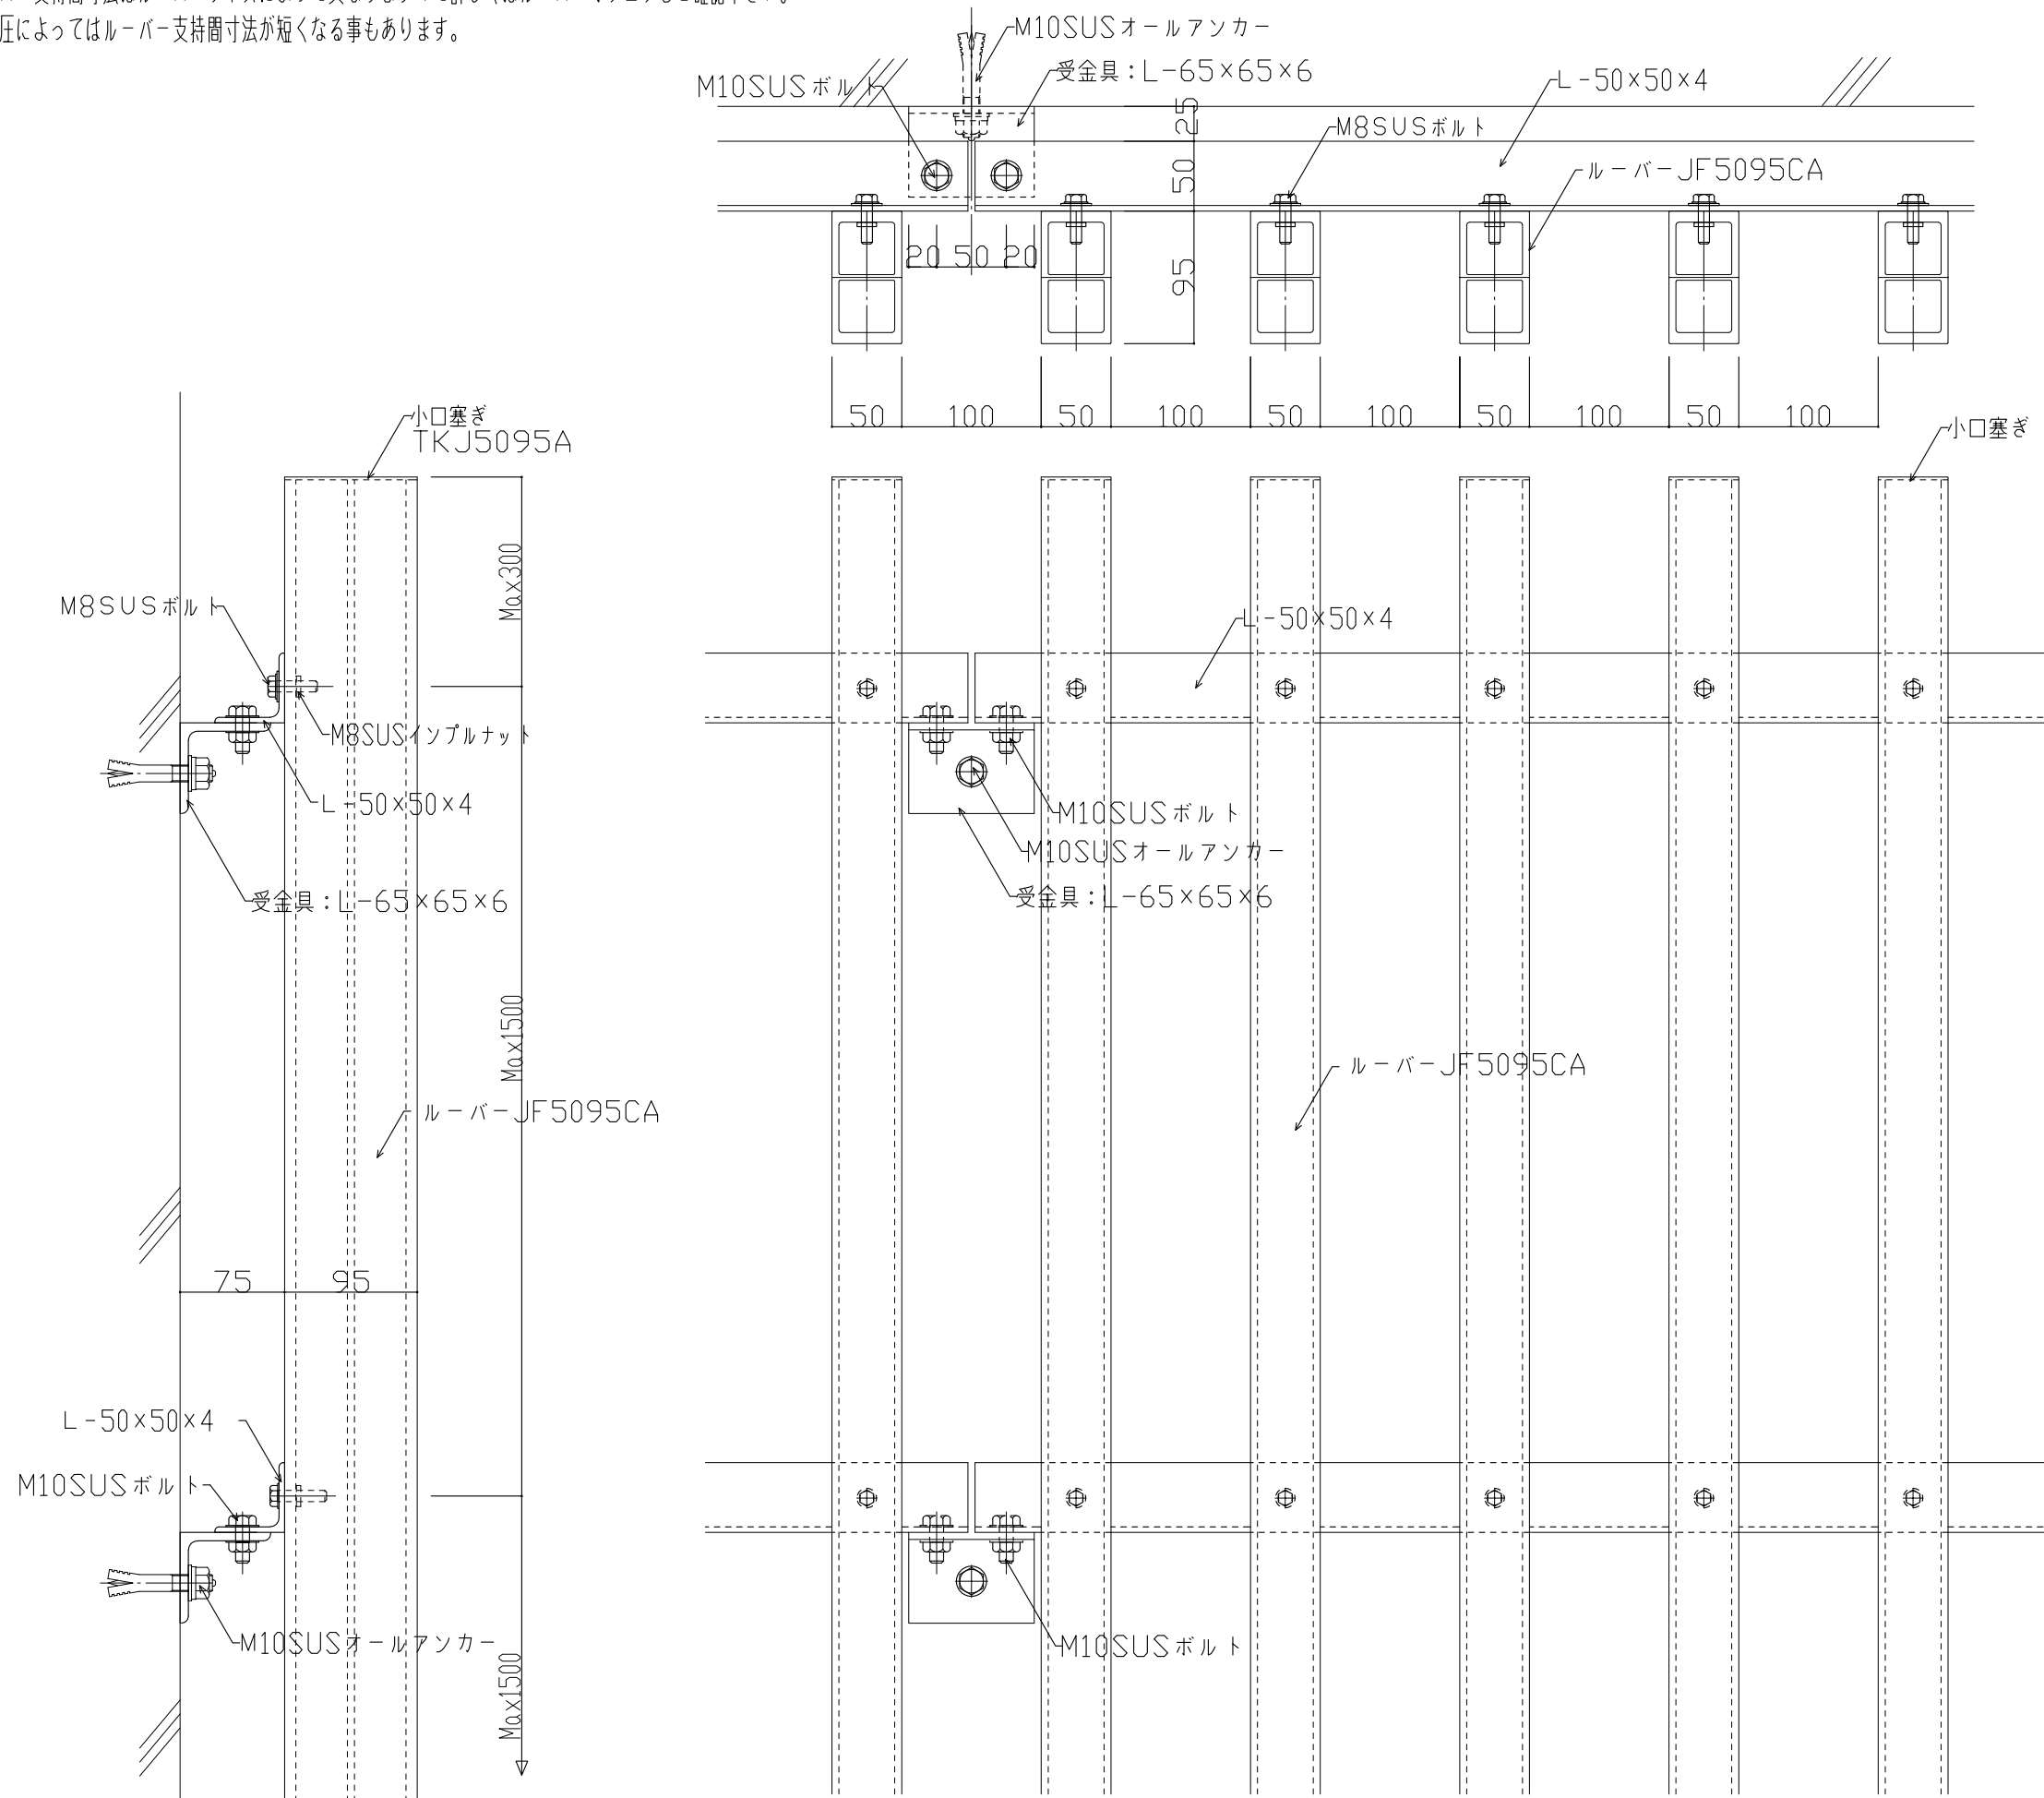 圧によってはルーバー支持間寸法が短くなる事もあります。
M10SUSオールアンカー
受金具：L-65×65×6
M10SUSボルト
L-50×50×4
M8SUSボルト
ルーバーJF5095CA
25
50
95
20 50 20
50 100 50 100 50 100 50 100 50 100
小口塞ぎ
TKJ5095A
小口塞ぎ
Max300
M8SUSボルト
L-50×50×4
M8SUSインプルナット
L-50×50×4
受金具：L-65×65×6
M10SUSボルト
M10SUSオールアンカー
受金具：L-65×65×6
Max1500
ルーバーJF5095CA
ルーバーJF5095CA
75 95
L-50×50×4
M10SUSボルト
M10SUSオールアンカー
M10SUSボルト
Max1500